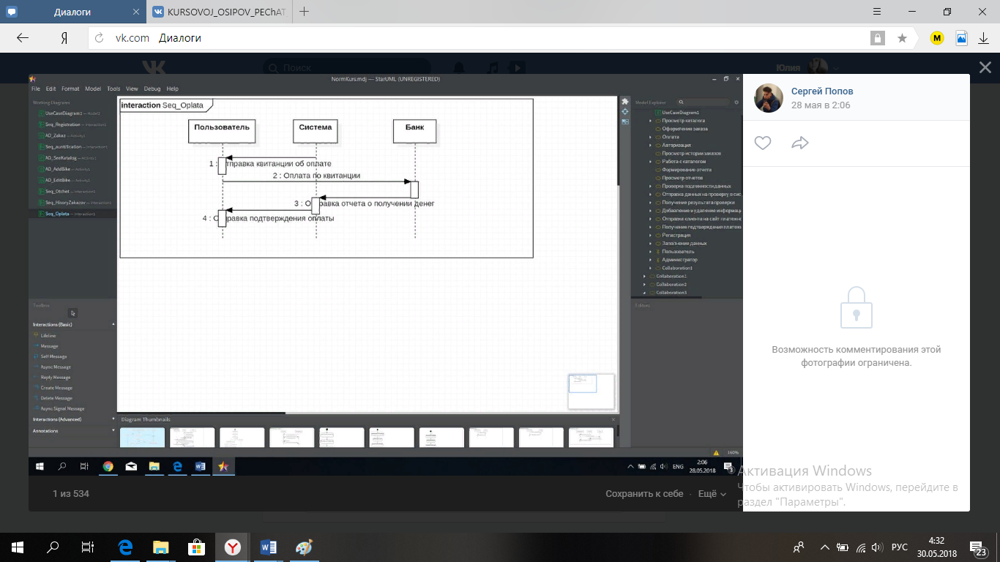 Диалоги
KURSOVOJ_OSIPOV_PEChAT
vk.com Диалоги
Поиск
Юлия
NormKurs.mdj — StarUML (UNREGISTERED)
File Edit Format Model Tools View Debug Help
Working Diagrams
UseCaseDiagram1 — Model2
Seq_Registration — Interaction1
AD_Zakaz — Activity1
Seq_auntification — Interaction1
AD_SeeKatalog — Activity1
AD_AddBike — Activity1
AD_EditBike — Activity1
Seq_Otchet — Interaction1
Seq_HisoryZakazov — Interaction1
Seq_Oplata — Interaction1
Toolbox
Interactions (Basic)
Lifeline
Message
Self Message
Async Message
Reply Message
Create Message
Delete Message
Async Signal Message
Interactions (Advanced)
Annotations
interaction Seq_Oplata
Пользователь
Система
Банк
1 : тправка квитанции об оплате
2 : Оплата по квитанции
3 : О равка отчета о получении денег
4 : О правка подтверждения оплаты
Diagram Thumbnails
Model Explorer
UseCaseDiagram1
Просмотр каталога
Оформление заказа
Оплата
Авторизация
Просмотр истории заказов
Работа с каталогом
Формирование отчета
Просмотр отчетов
Проверка подлинности данных
Отправка данных на проверку в сис
Получение результата проверки
Добавление и удаление информац
Отправка клиента на сайт платежно
Получение подтверждения платеж
Регистрация
Заполнение данных
Пользователь
Администратор
Collaboration1
Collaboration1
Collaboration2
Collaboration3
Editors
160%
ENG
2:06
28.05.2018
3
Сергей Попов
28 мая в 2:06
Возможность комментирования этой
фотографии ограничена.
1 из 534
Сохранить к себе · Ещё
Активация Windows
Чтобы активировать Windows, перейдите в
раздел "Параметры".
РУС
4:32
30.05.2018
23